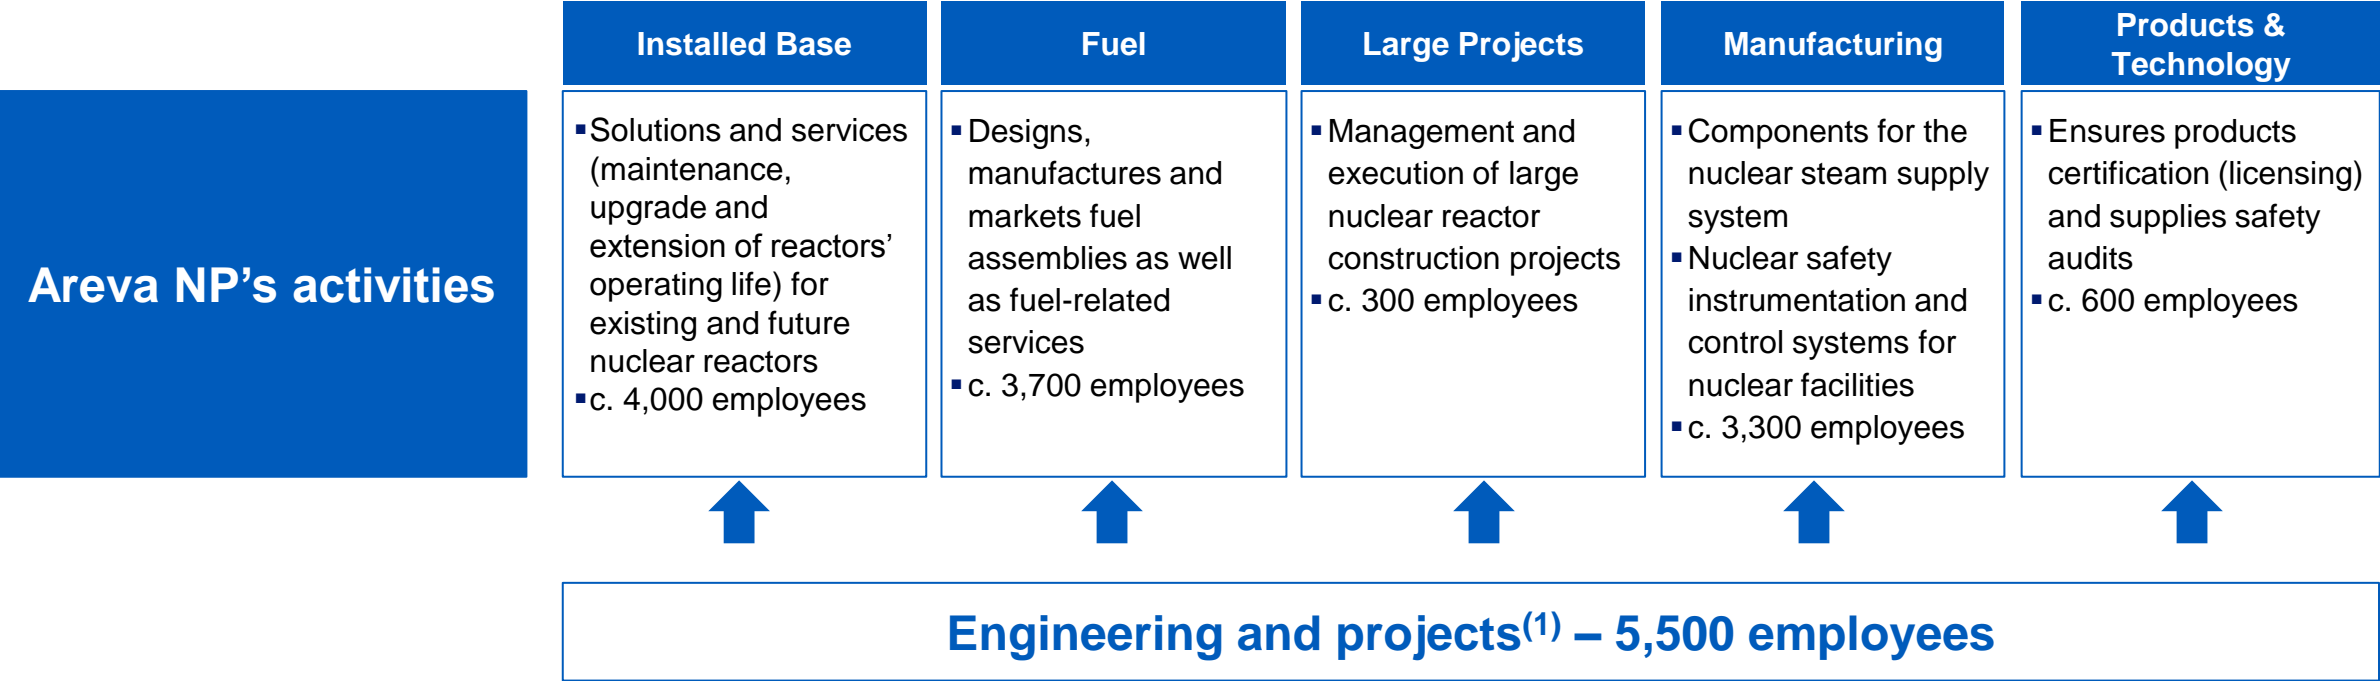 Installed Base
Fuel
Large Projects
Manufacturing
Products &
Technology
Areva NP’s activities
▪Solutions and services
(maintenance,
upgrade and
extension of reactors’
operating life) for
existing and future
nuclear reactors
▪c. 4,000 employees
▪Designs,
manufactures and
markets fuel
assemblies as well
as fuel-related
services
▪c. 3,700 employees
▪Management and
execution of large
nuclear reactor
construction projects
▪c. 300 employees
▪Components for the
nuclear steam supply
system
▪Nuclear safety
instrumentation and
control systems for
nuclear facilities
▪c. 3,300 employees
▪Ensures products
certification (licensing)
and supplies safety
audits
▪c. 600 employees
Engineering and projects(1) – 5,500 employees